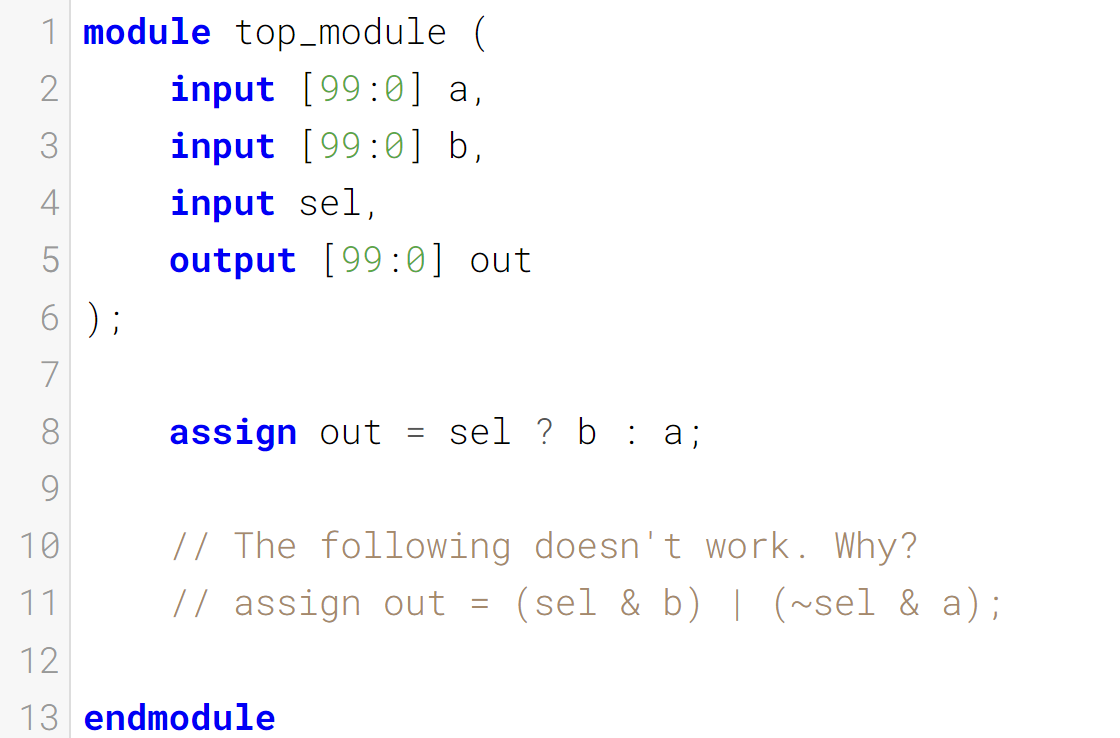 1 module top_module (
2     input [99:0] a,
3     input [99:0] b,
4     input sel,
5     output [99:0] out
6 );
7
8     assign out = sel ? b : a;
9
10     // The following doesn't work. Why?
11     // assign out = (sel & b) | (~sel & a);
12
13 endmodule